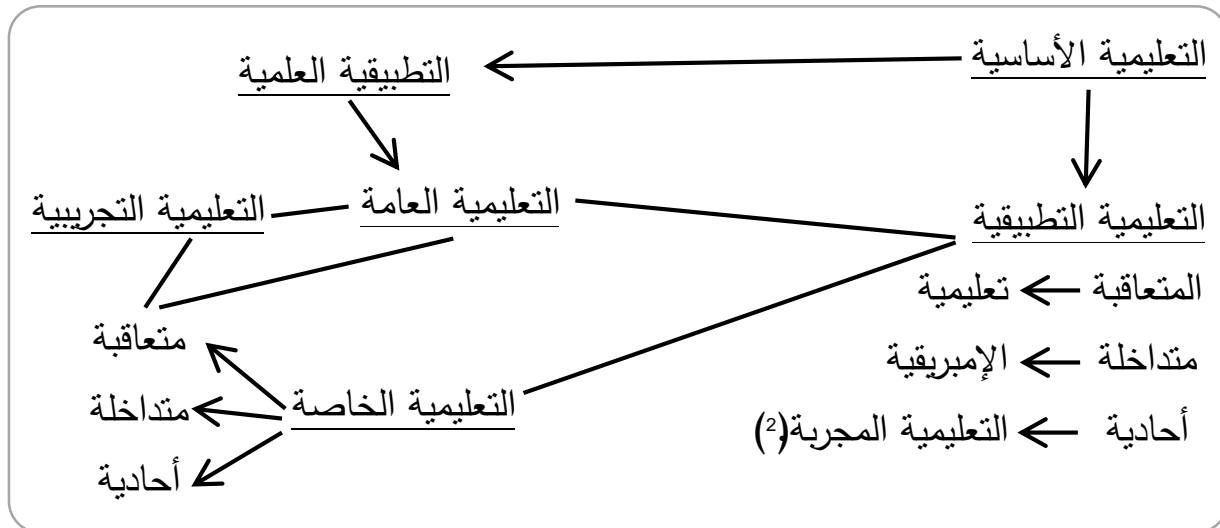 التعليمية الأساسية
التطبيقية العلمية
التعليمية التطبيقية
التعليمية العامة
التعليمية التجريبية
المتعاقبة تعليمية
متداخلة الإمبريقية
أحادية التعليمية المجربة(2)
التعليمية الخاصة
متعاقبة
متداخلة
أحادية